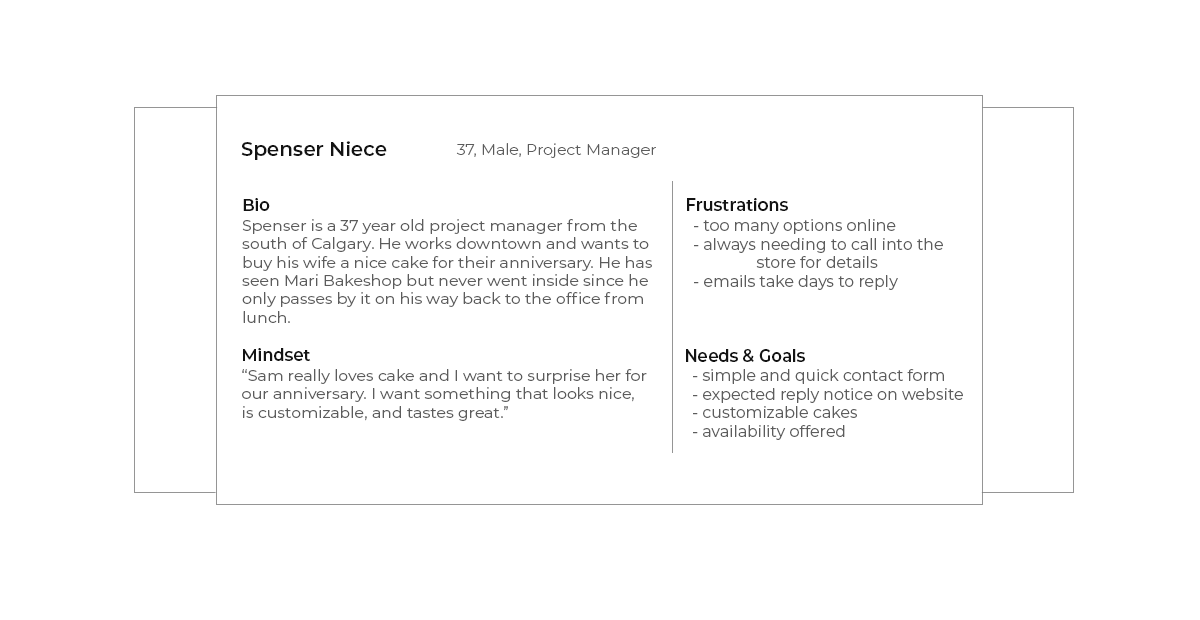 Spenser Niece
37, Male, Project Manager
Bio
Spenser is a 37 year old project manager from the
south of Calgary. He works downtown and wants to
buy his wife a nice cake for their anniversary. He has
seen Mari Bakeshop but never went inside since he
only passes by it on his way back to the office from
lunch.
Mindset
“Sam really loves cake and I want to surprise her for
our anniversary. I want something that looks nice,
is customizable, and tastes great.”
Frustrations
- too many options online
- always needing to call into the
store for details
- emails take days to reply
Needs & Goals
- simple and quick contact form
- expected reply notice on website
- customizable cakes
- availability offered